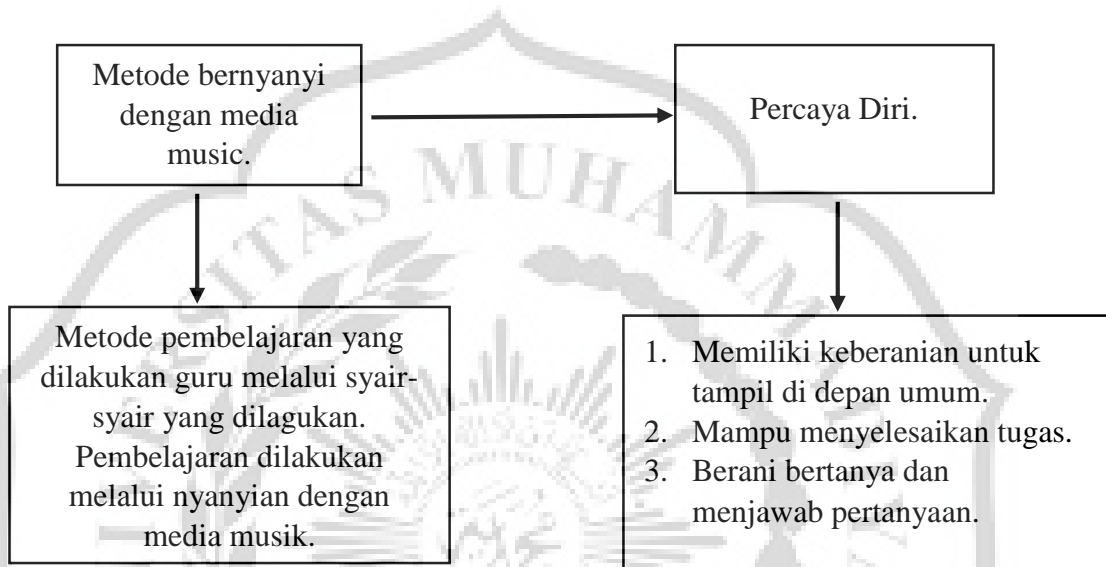 Metode bernyanyi
dengan media
music.
Percaya Diri.
Metode pembelajaran yang
dilakukan guru melalui syair-
syair yang dilagukan.
Pembelajaran dilakukan
melalui nyanyian dengan
media musik.
1. Memiliki keberanian untuk
tampil di depan umum.
2. Mampu menyelesaikan tugas.
3. Berani bertanya dan
menjawab pertanyaan.